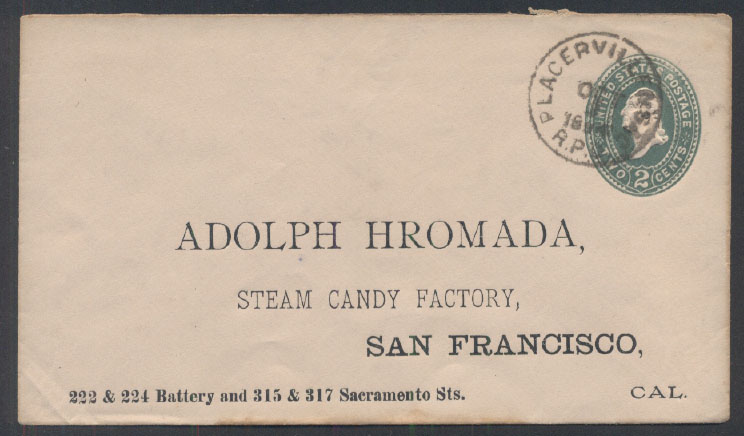 PLACERVIL
R.P.
UNITED STATES POSTAGE
TWO 2 CENTS
ADOLPH HROMADA,
STEAM CANDY FACTORY,
SAN FRANCISCO,
222 & 224 Battery and 315 & 317 Sacramento Sts.
CAL.